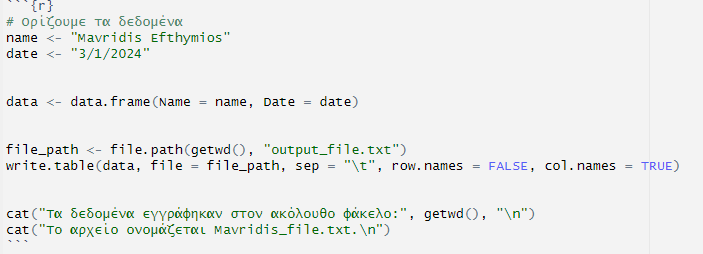 ```{r}
# Ορίζουμε τα δεδομένα
name <- "Mavridis Efthymios"
date <- "3/1/2024"
data <- data.frame(Name = name, Date = date)
file_path <- file.path(getwd(), "output_file.txt")
write.table(data, file = file_path, sep = "\t", row.names = FALSE, col.names = TRUE)
cat("Τα δεδομένα εγγράφηκαν στον ακόλουθο φάκελο:", getwd(), "\n")
cat("Το αρχείο ονομάζεται Mavridis_file.txt.\n")
```